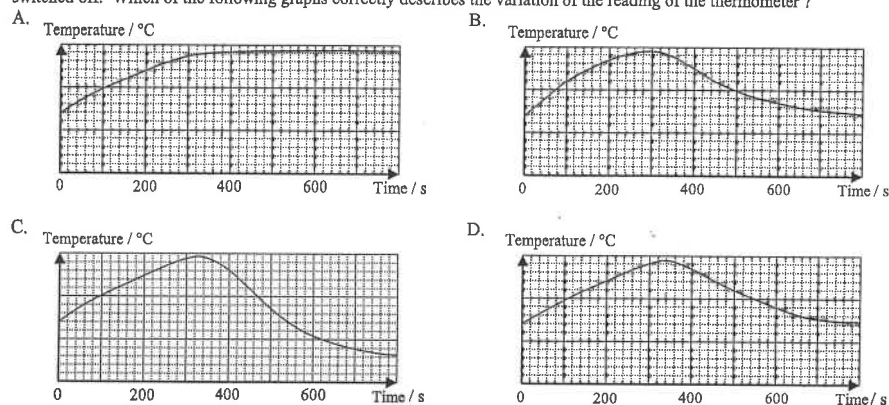 switched off. Which of the following graphs correctly describes the variation of the reading of the thermometer ?
A.
Temperature / °C
0 200 400 600 Time / s
B.
Temperature / °C
0 200 400 600 Time / s
C.
Temperature / °C
0 200 400 600 Time / s
D.
Temperature / °C
0 200 400 600 Time / s